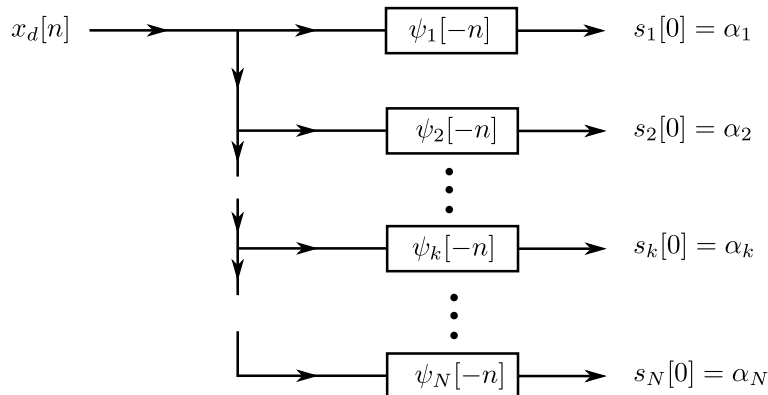 x_d[n] ψ_1[−n] s_1[0] = α_1
ψ_2[−n] s_2[0] = α_2
ψ_k[−n] s_k[0] = α_k
ψ_N[−n] s_N[0] = α_N